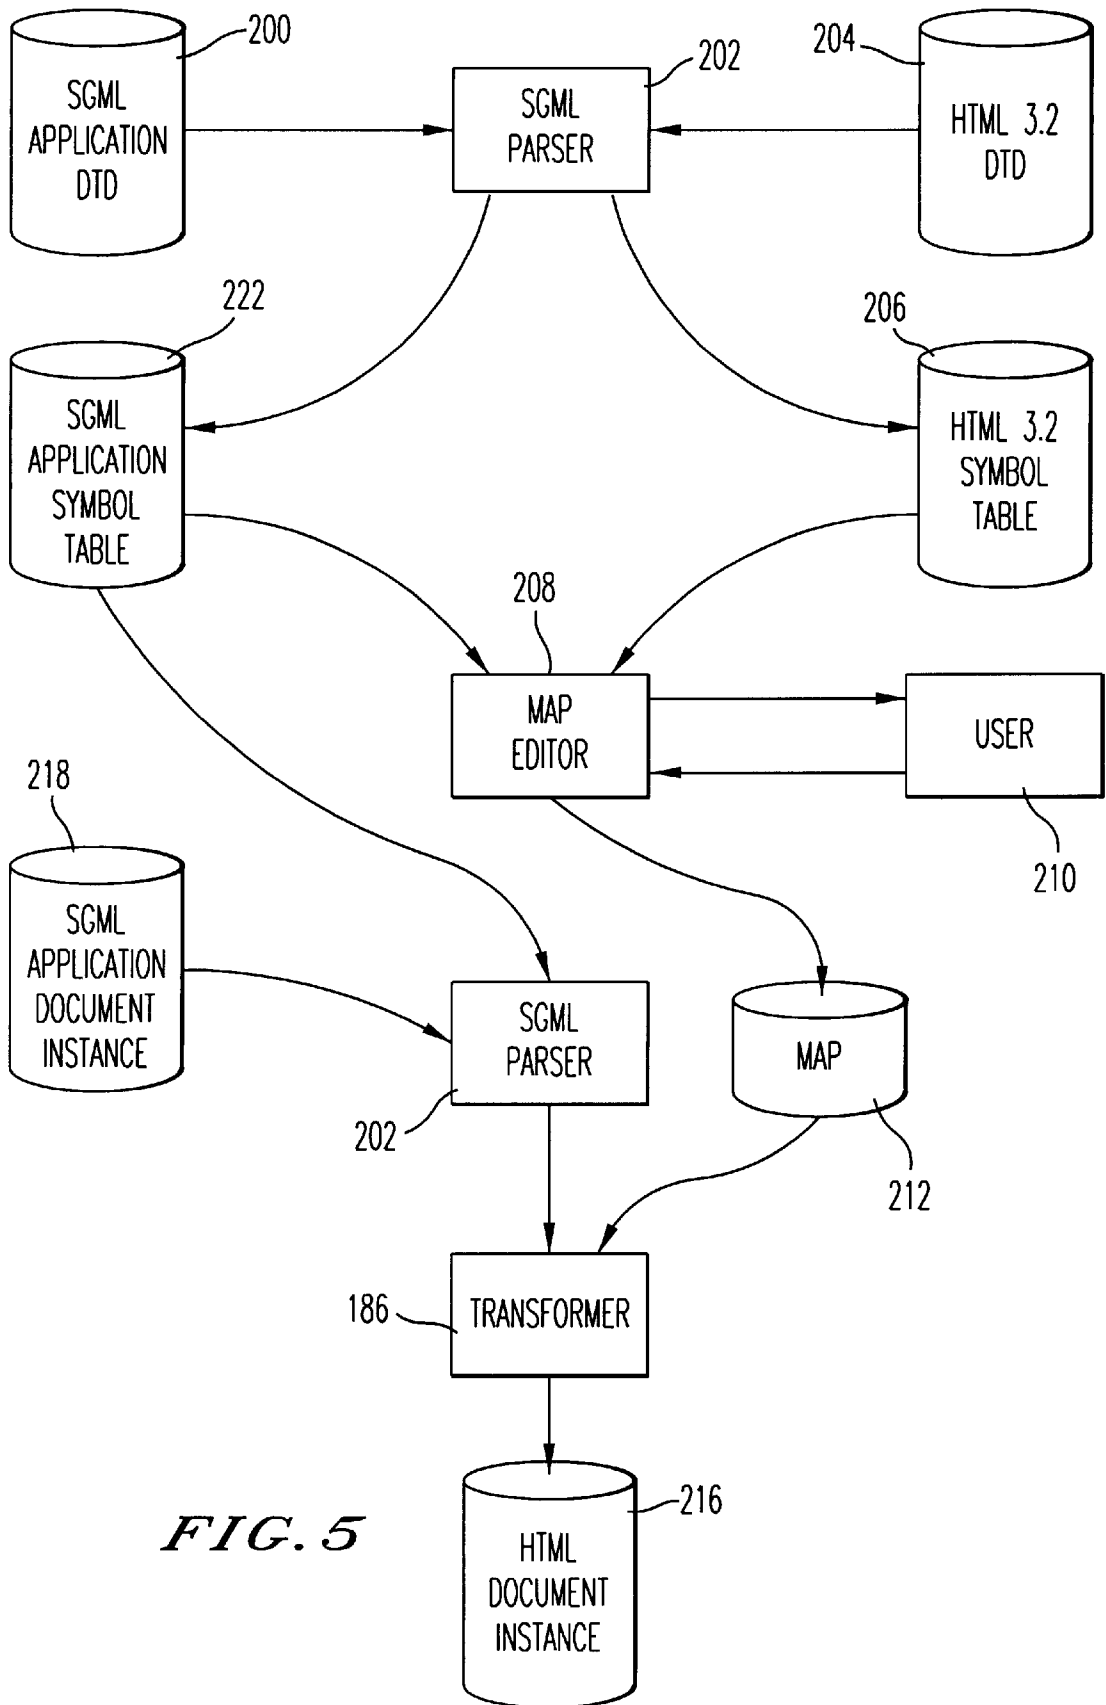 200
SGML
APPLICATION
DTD
202
SGML
PARSER
204
HTML 3.2
DTD
222
SGML
APPLICATION
SYMBOL
TABLE
206
HTML 3.2
SYMBOL
TABLE
208
MAP
EDITOR
USER
210
218
SGML
APPLICATION
DOCUMENT
INSTANCE
SGML
PARSER
202
MAP
212
186
TRANSFORMER
216
HTML
DOCUMENT
INSTANCE
FIG. 5